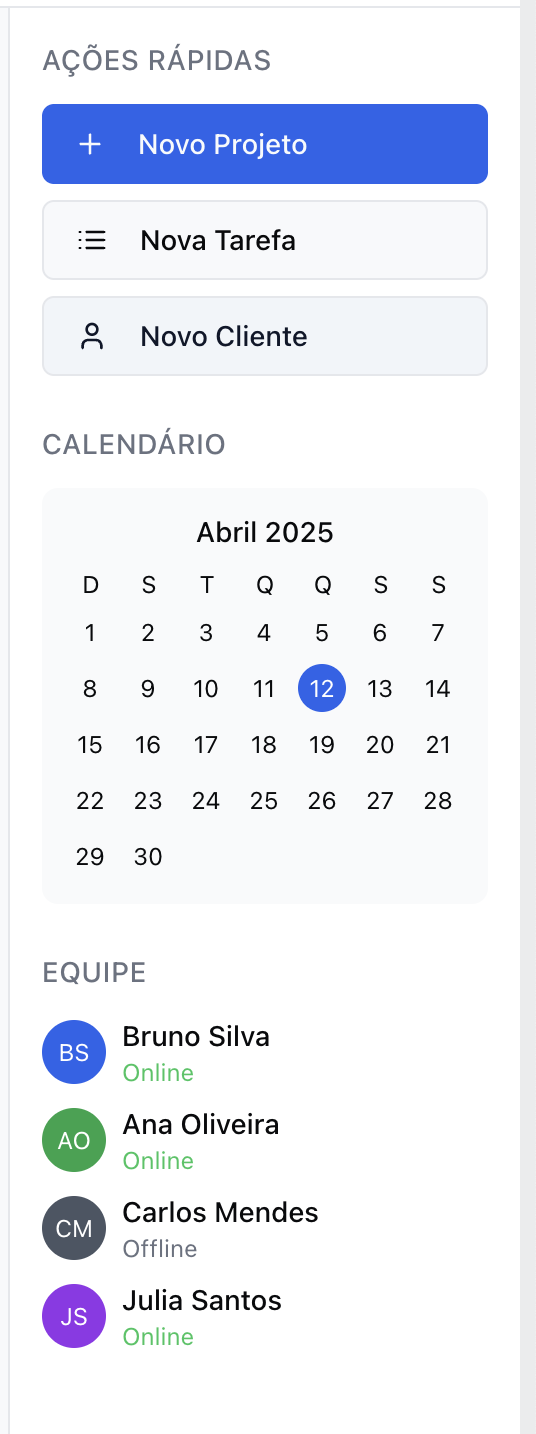 AÇÕES RÁPIDAS
Novo Projeto
Nova Tarefa
Novo Cliente
CALENDÁRIO
Abril 2025
D S T Q Q S S
1 2 3 4 5 6 7
8 9 10 11 12 13 14
15 16 17 18 19 20 21
22 23 24 25 26 27 28
29 30
EQUIPE
BS Bruno Silva
Online
AO Ana Oliveira
Online
CM Carlos Mendes
Offline
JS Julia Santos
Online